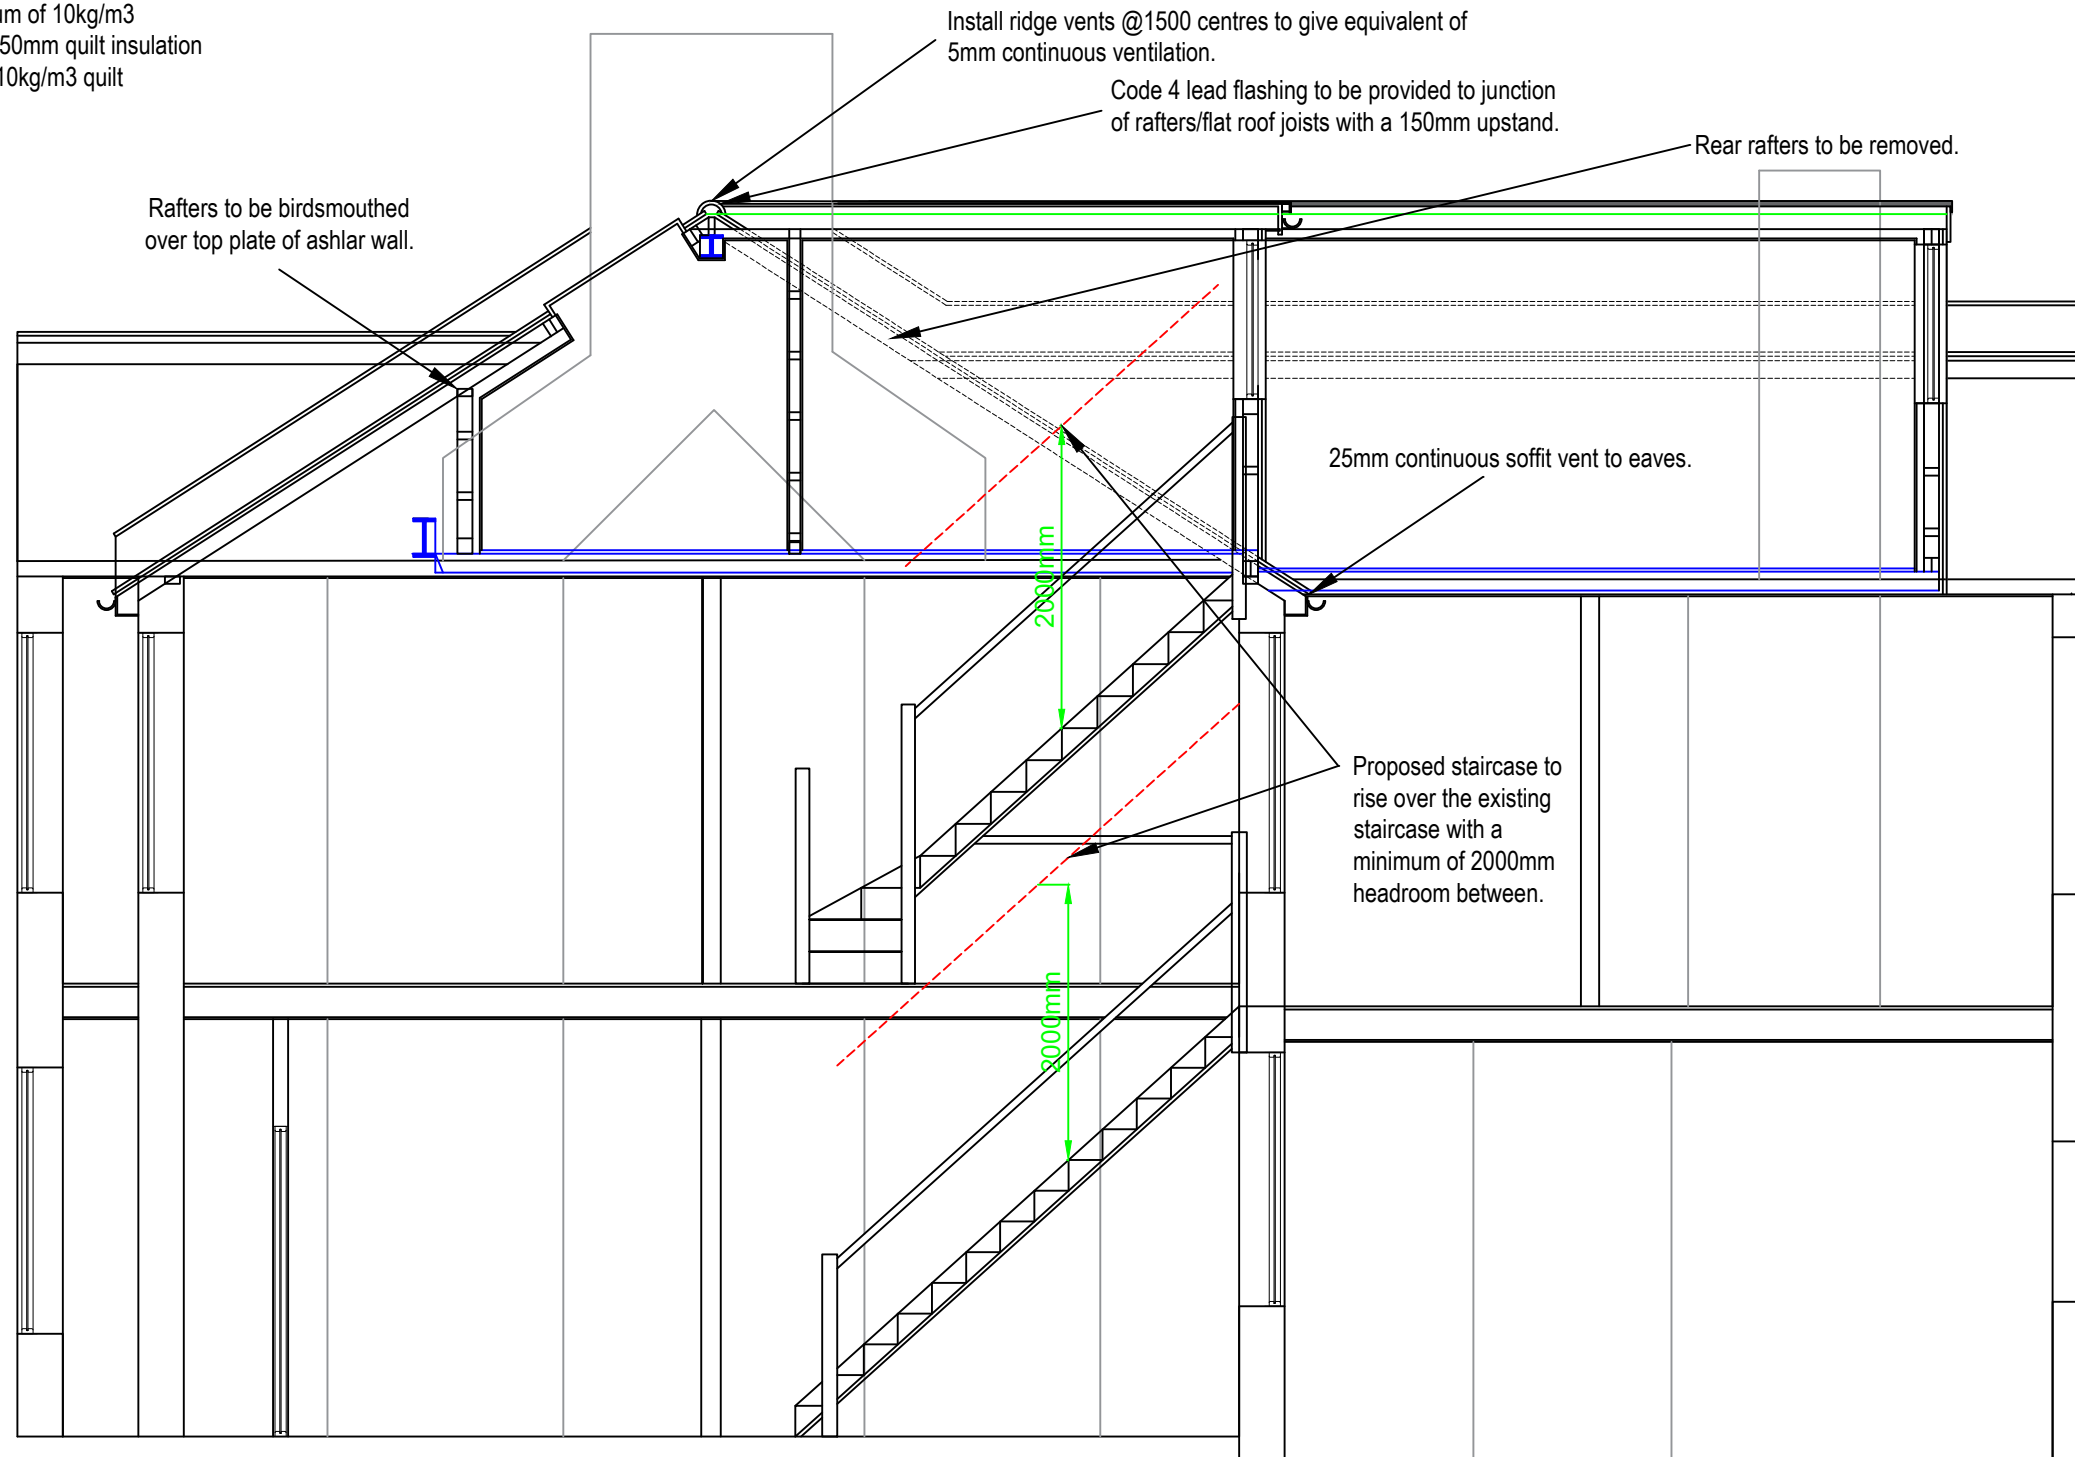 of 10kg/m3
50mm quilt insulation
10kg/m3 quilt
Install ridge vents @1500 centres to give equivalent of
5mm continuous ventilation.
Code 4 lead flashing to be provided to junction
of rafters/flat roof joists with a 150mm upstand.
Rear rafters to be removed.
Rafters to be birdsmouthed
over top plate of ashlar wall.
25mm continuous soffit vent to eaves.
2000mm
Proposed staircase to
rise over the existing
staircase with a
minimum of 2000mm
headroom between.
2000mm